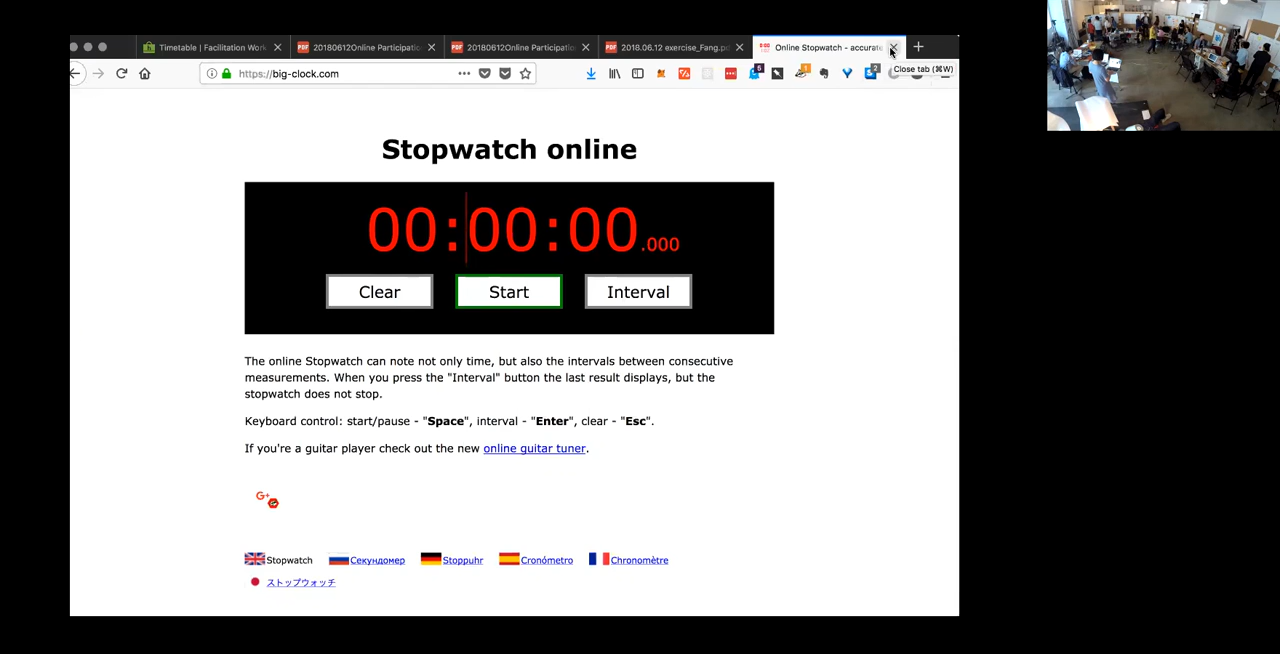 Timetable | Facilitation Work
20180612Online Participatio
20180612Online Participatio
2018.06.12 exercise_Fang.pd
Online Stopwatch - accurate
https://big-clock.com
5
1
2
Close tab (⌘W)
Stopwatch online
00:00:00.000
Clear
Start
Interval
The online Stopwatch can note not only time, but also the intervals between consecutive
measurements. When you press the "Interval" button the last result displays, but the
stopwatch does not stop.
Keyboard control: start/pause - "Space", interval - "Enter", clear - "Esc".
If you're a guitar player check out the new online guitar tuner.
G+
Stopwatch
Секундомер
Stoppuhr
Cronómetro
Chronomètre
ストップウォッチ